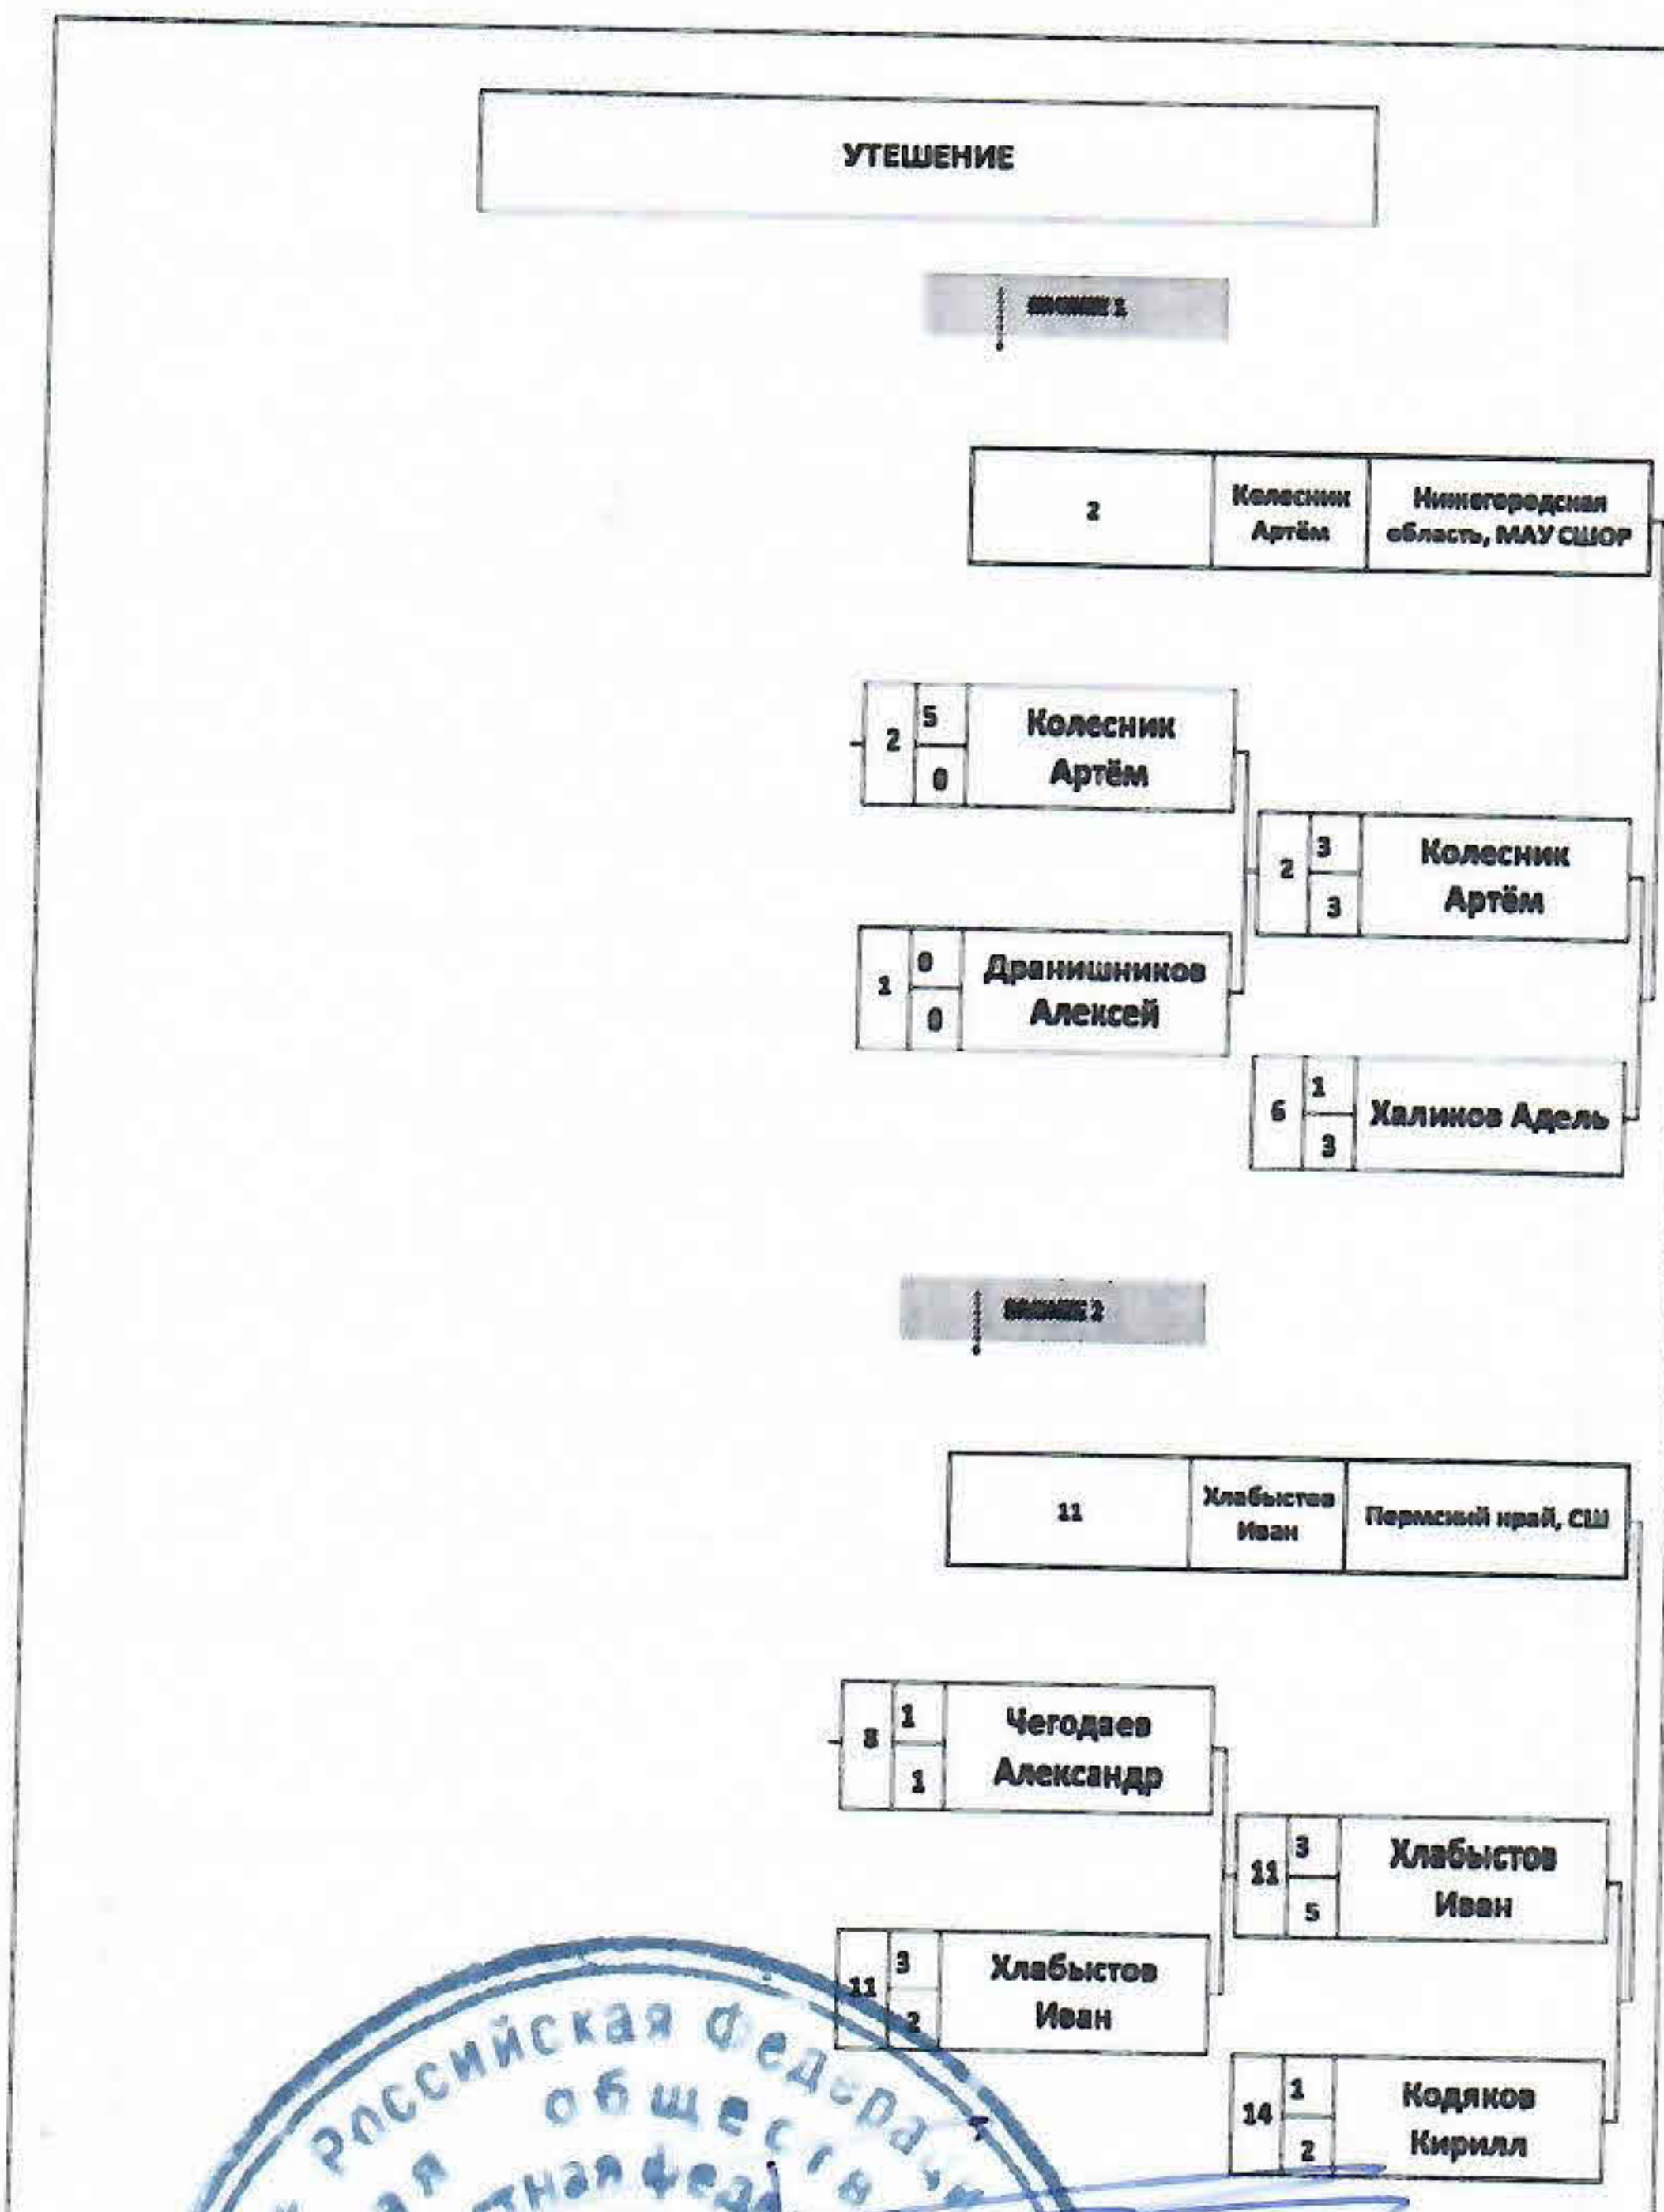 УТЕШЕНИЕ
2
Колесник
Артём
Нижегородская
область, МАУ СШОР
2
5
0
Колесник
Артём
2
3
3
Колесник
Артём
1
0
0
Дранишников
Алексей
6
1
3
Халиков Адель
11
Хлабыстов
Иван
Пермский край, СШ
8
1
1
Чегодаев
Александр
11
3
5
Хлабыстов
Иван
11
3
2
Хлабыстов
Иван
14
1
2
Кодяков
Кирилл
Российская